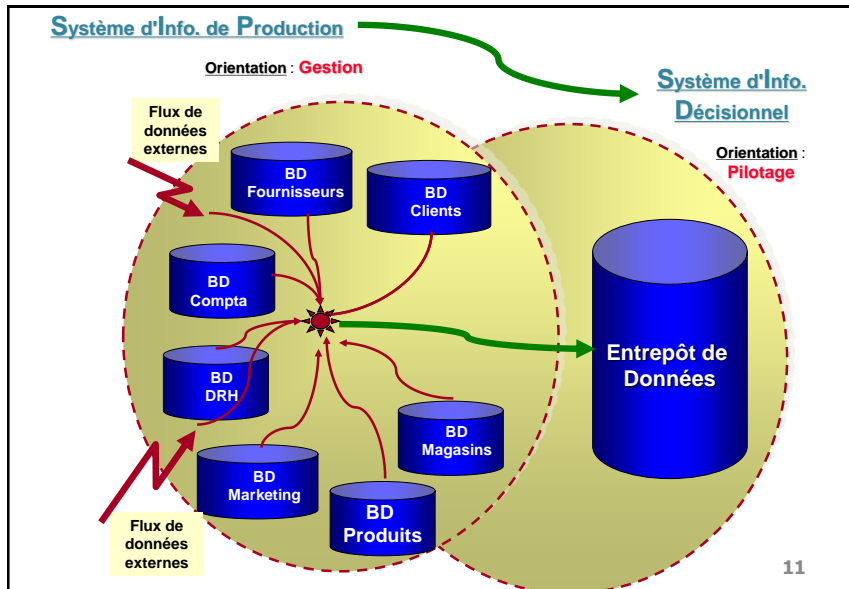 Système d'Info. de Production
Orientation : Gestion
Système d'Info.
Décisionnel
Orientation :
Pilotage
Flux de
données
externes
BD
Fournisseurs
BD
Clients
BD
Compta
BD
DRH
BD
Marketing
BD
Produits
BD
Magasins
Entrepôt de
Données
Flux de
données
externes
11